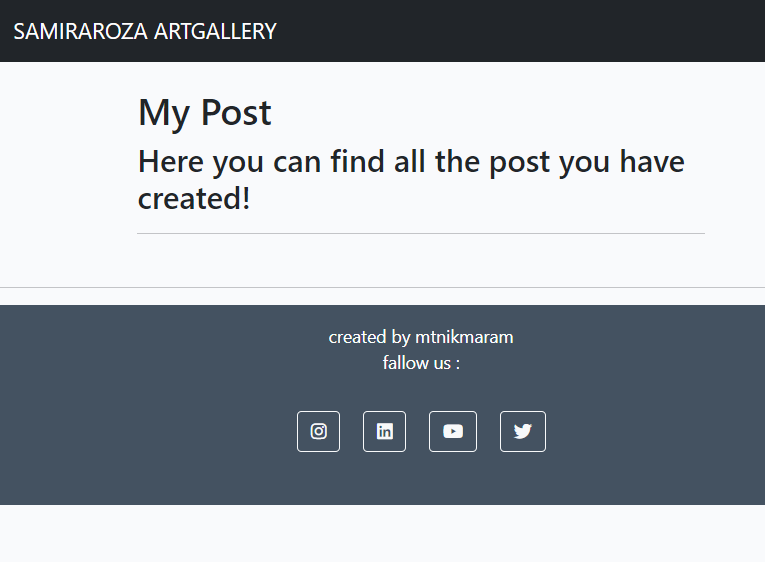 SAMIRAROZA ARTGALLERY
My Post
Here you can find all the post you have
created!
created by mtnikmaram
fallow us :